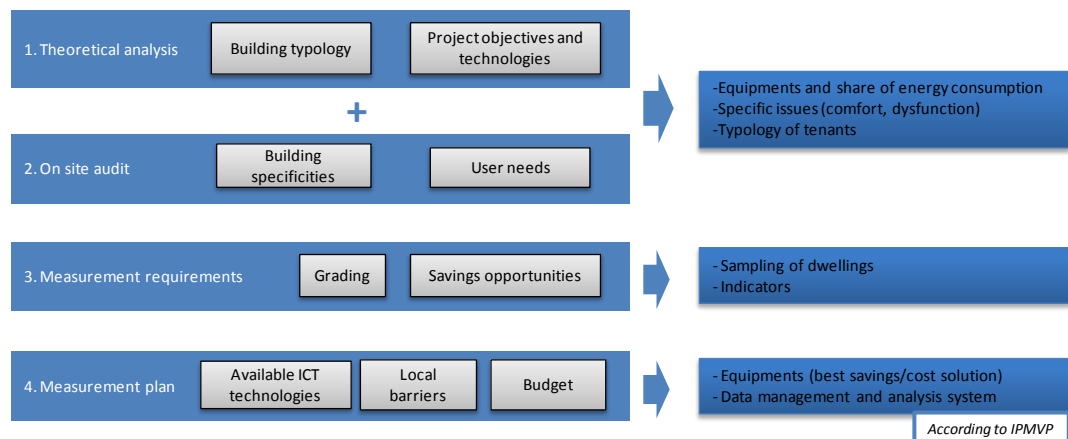 1. Theoretical analysis
Building typology
Project objectives and
technologies
-Equipments and share of energy consumption
-Specific issues (comfort, dysfunction)
-Typology of tenants
+
2. On site audit
Building
specificities
User needs
3. Measurement requirements
Grading
Savings opportunities
- Sampling of dwellings
- Indicators
4. Measurement plan
Available ICT
technologies
Local
barriers
Budget
- Equipments (best savings/cost solution)
- Data management and analysis system
According to IPMVP